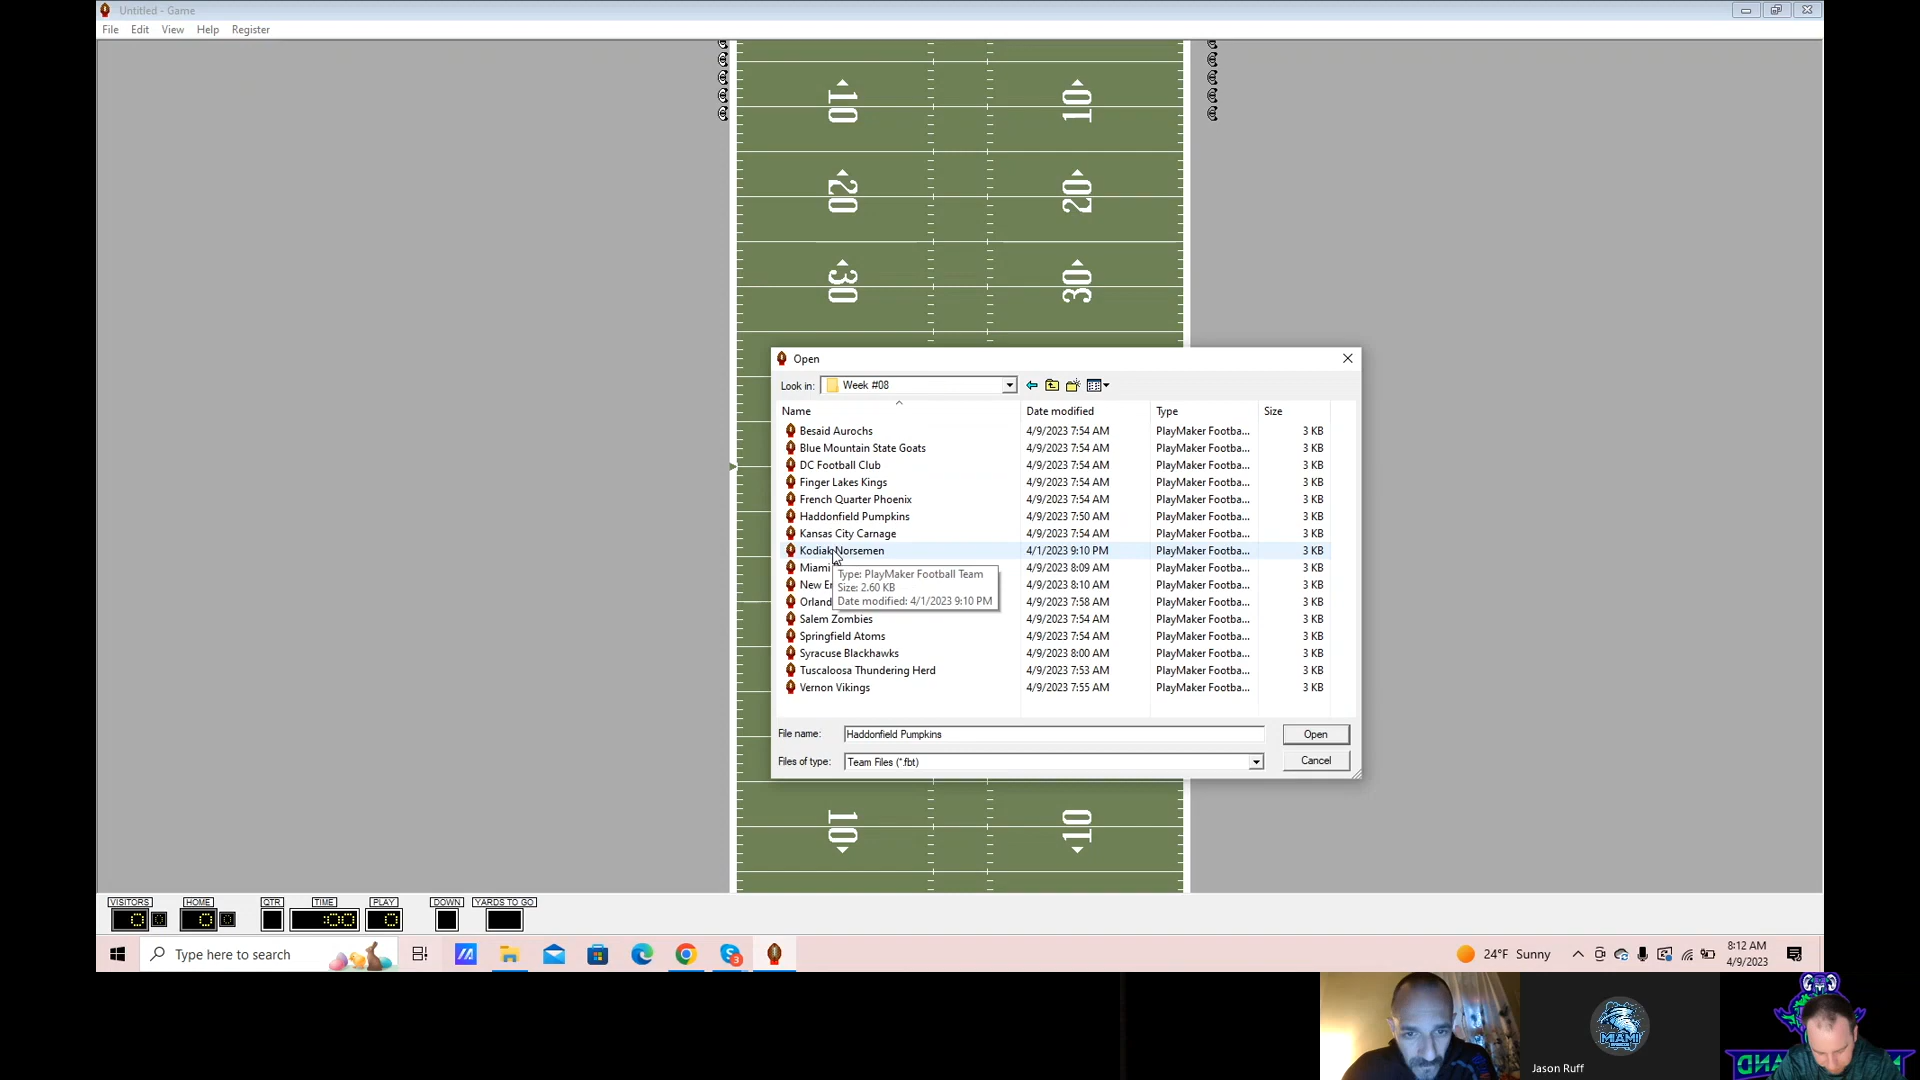 Untitled - Game
File Edit View Help Register
10 10
20 20
30 30
Open
Look in: Week #08
Name Date modified Type Size
Besaid Aurochs 4/9/2023 7:54 AM PlayMaker Footba... 3 KB
Blue Mountain State Goats 4/9/2023 7:54 AM PlayMaker Footba... 3 KB
DC Football Club 4/9/2023 7:54 AM PlayMaker Footba... 3 KB
Finger Lakes Kings 4/9/2023 7:54 AM PlayMaker Footba... 3 KB
French Quarter Phoenix 4/9/2023 7:54 AM PlayMaker Footba... 3 KB
Haddonfield Pumpkins 4/9/2023 7:50 AM PlayMaker Footba... 3 KB
Kansas City Carnage 4/9/2023 7:54 AM PlayMaker Footba... 3 KB
Kodiak Norsemen 4/1/2023 9:10 PM PlayMaker Footba... 3 KB
Miami 4/9/2023 8:09 AM PlayMaker Footba... 3 KB
New En 4/9/2023 8:10 AM PlayMaker Footba... 3 KB
Orland 4/9/2023 7:58 AM PlayMaker Footba... 3 KB
Type: PlayMaker Football Team
Size: 2.60 KB
Date modified: 4/1/2023 9:10 PM
Salem Zombies 4/9/2023 7:54 AM PlayMaker Footba... 3 KB
Springfield Atoms 4/9/2023 7:54 AM PlayMaker Footba... 3 KB
Syracuse Blackhawks 4/9/2023 8:00 AM PlayMaker Footba... 3 KB
Tuscaloosa Thundering Herd 4/9/2023 7:53 AM PlayMaker Footba... 3 KB
Vernon Vikings 4/9/2023 7:55 AM PlayMaker Footba... 3 KB
File name: Haddonfield Pumpkins Open
Files of type: Team Files (*.fbt) Cancel
10 10
VISITORS HOME QTR TIME PLAY DOWN YARDS TO GO
0 0 0 0 :00 0
Type here to search 3 24°F Sunny 8:12 AM
4/9/2023
MIAMI
Jason Ruff